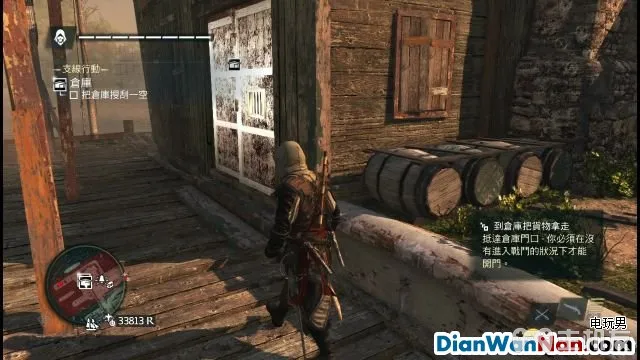 支線行動
倉庫
把倉庫搜刮一空
到倉庫把貨物拿走
抵達倉庫門口，你必須在沒
有進入戰鬥的狀況下才能
開門。
33813 R
电玩男
DianWanNan.com